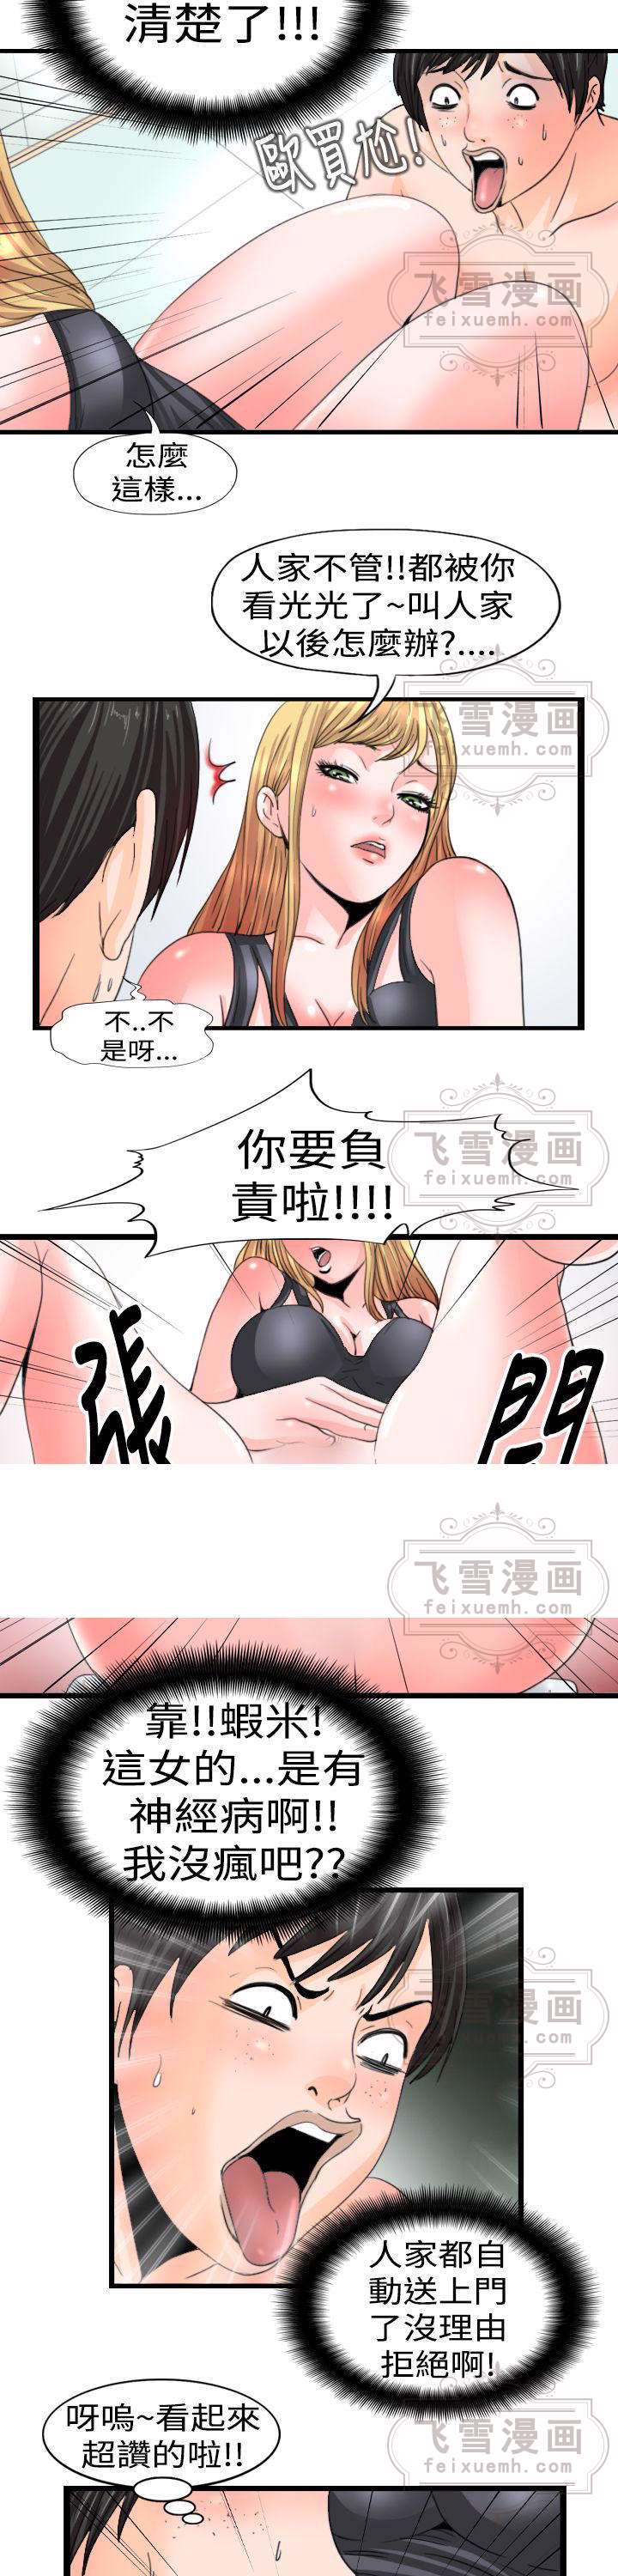 清楚了!!!
歐買尬!
飞雪漫画
feixuemh.com
怎麼
這樣...
人家不管!!都被你
看光光了~叫人家
以後怎麼辦?....
飞雪漫画
feixuemh.com
不..不
是呀...
你要負
責啦!!!!
飞雪漫画
feixuemh.com
張
開
飞雪漫画
feixuemh.com
靠!!蝦米!
這女的...是有
神經病啊!!
我沒瘋吧??
飞雪漫画
feixuemh.com
人家都自
動送上門
了沒理由
拒絕啊!
呀嗚~看起來
超讚的啦!!
飞雪漫画
feixuemh.com